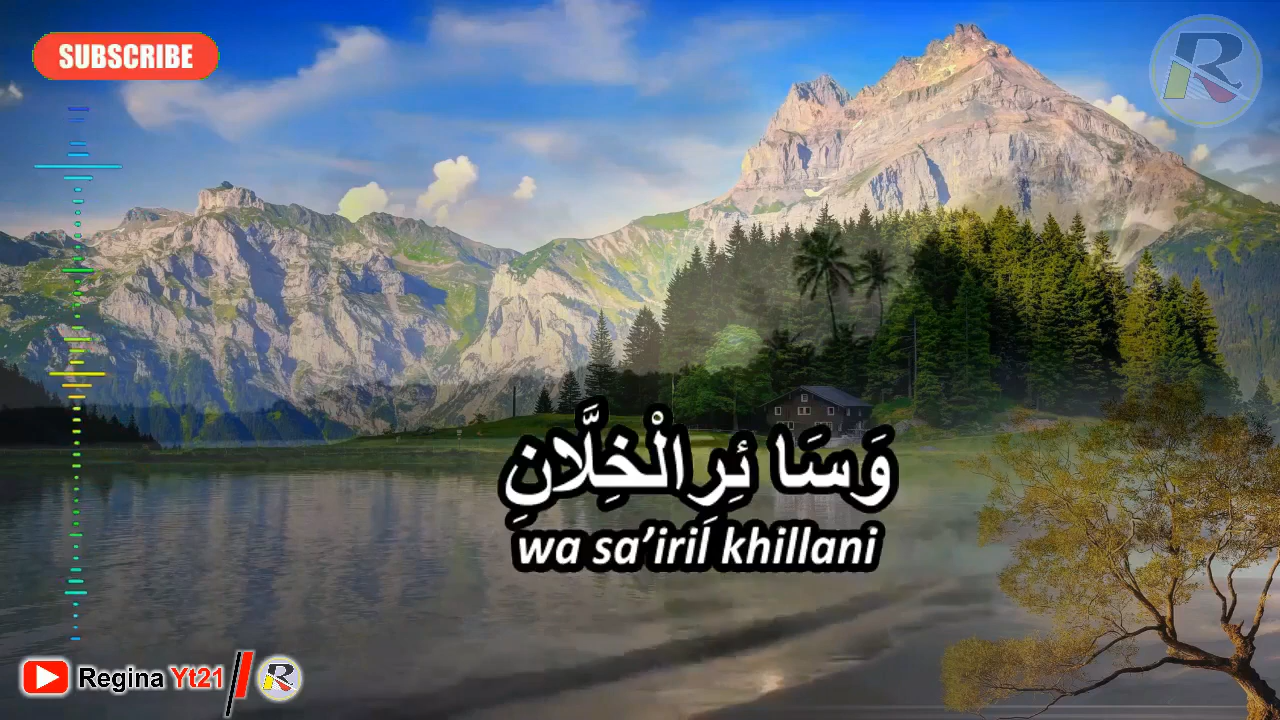 SUBSCRIBE
R
وَسَا ئِرِ الْخِلَّانِ
wa sa’iril khillani
Regina Yt21
R